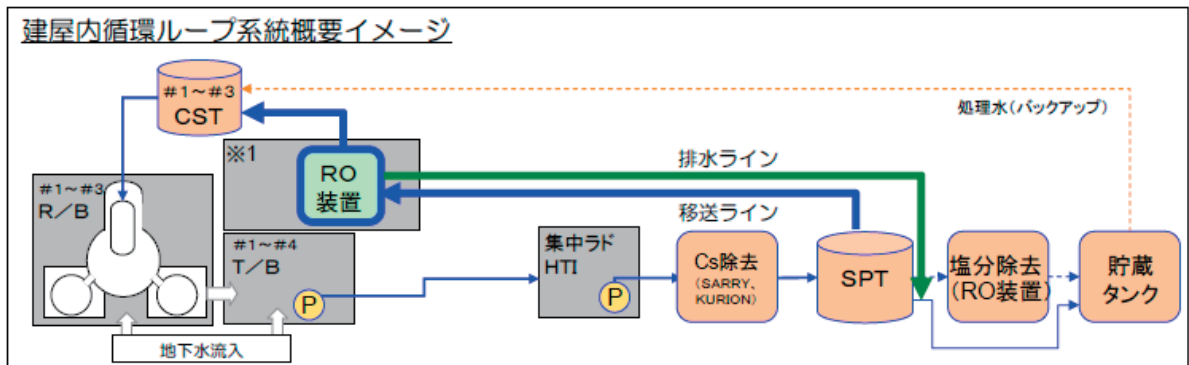 建屋内循環ループ系統概要イメージ
#1～#3
CST
処理水(バックアップ)
※1
RO
装置
排水ライン
移送ライン
#1～#3
R／B
#1～#4
T／B
P
集中ラド
HTI
P
Cs除去
(SARRY、
KURION)
SPT
塩分除去
(RO装置)
貯蔵
タンク
地下水流入